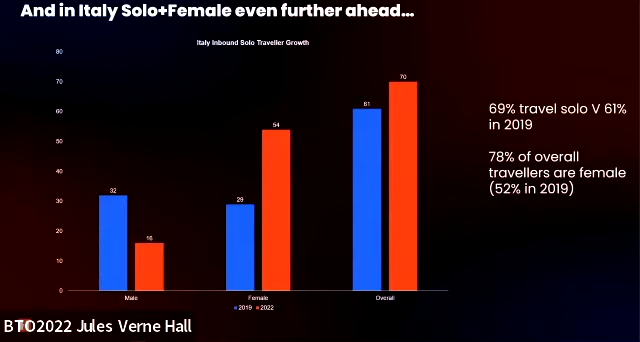 And in Italy Solo+Female even further ahead...
Italy Inbound Solo Traveller Growth
80
70
60
50
40
30
20
10
0
32
16
29
54
61
70
Male
Female
Overall
2019 2022
69% travel solo V 61%
in 2019
78% of overall
travellers are female
(52% in 2019)
BTO2022 Jules Verne Hall